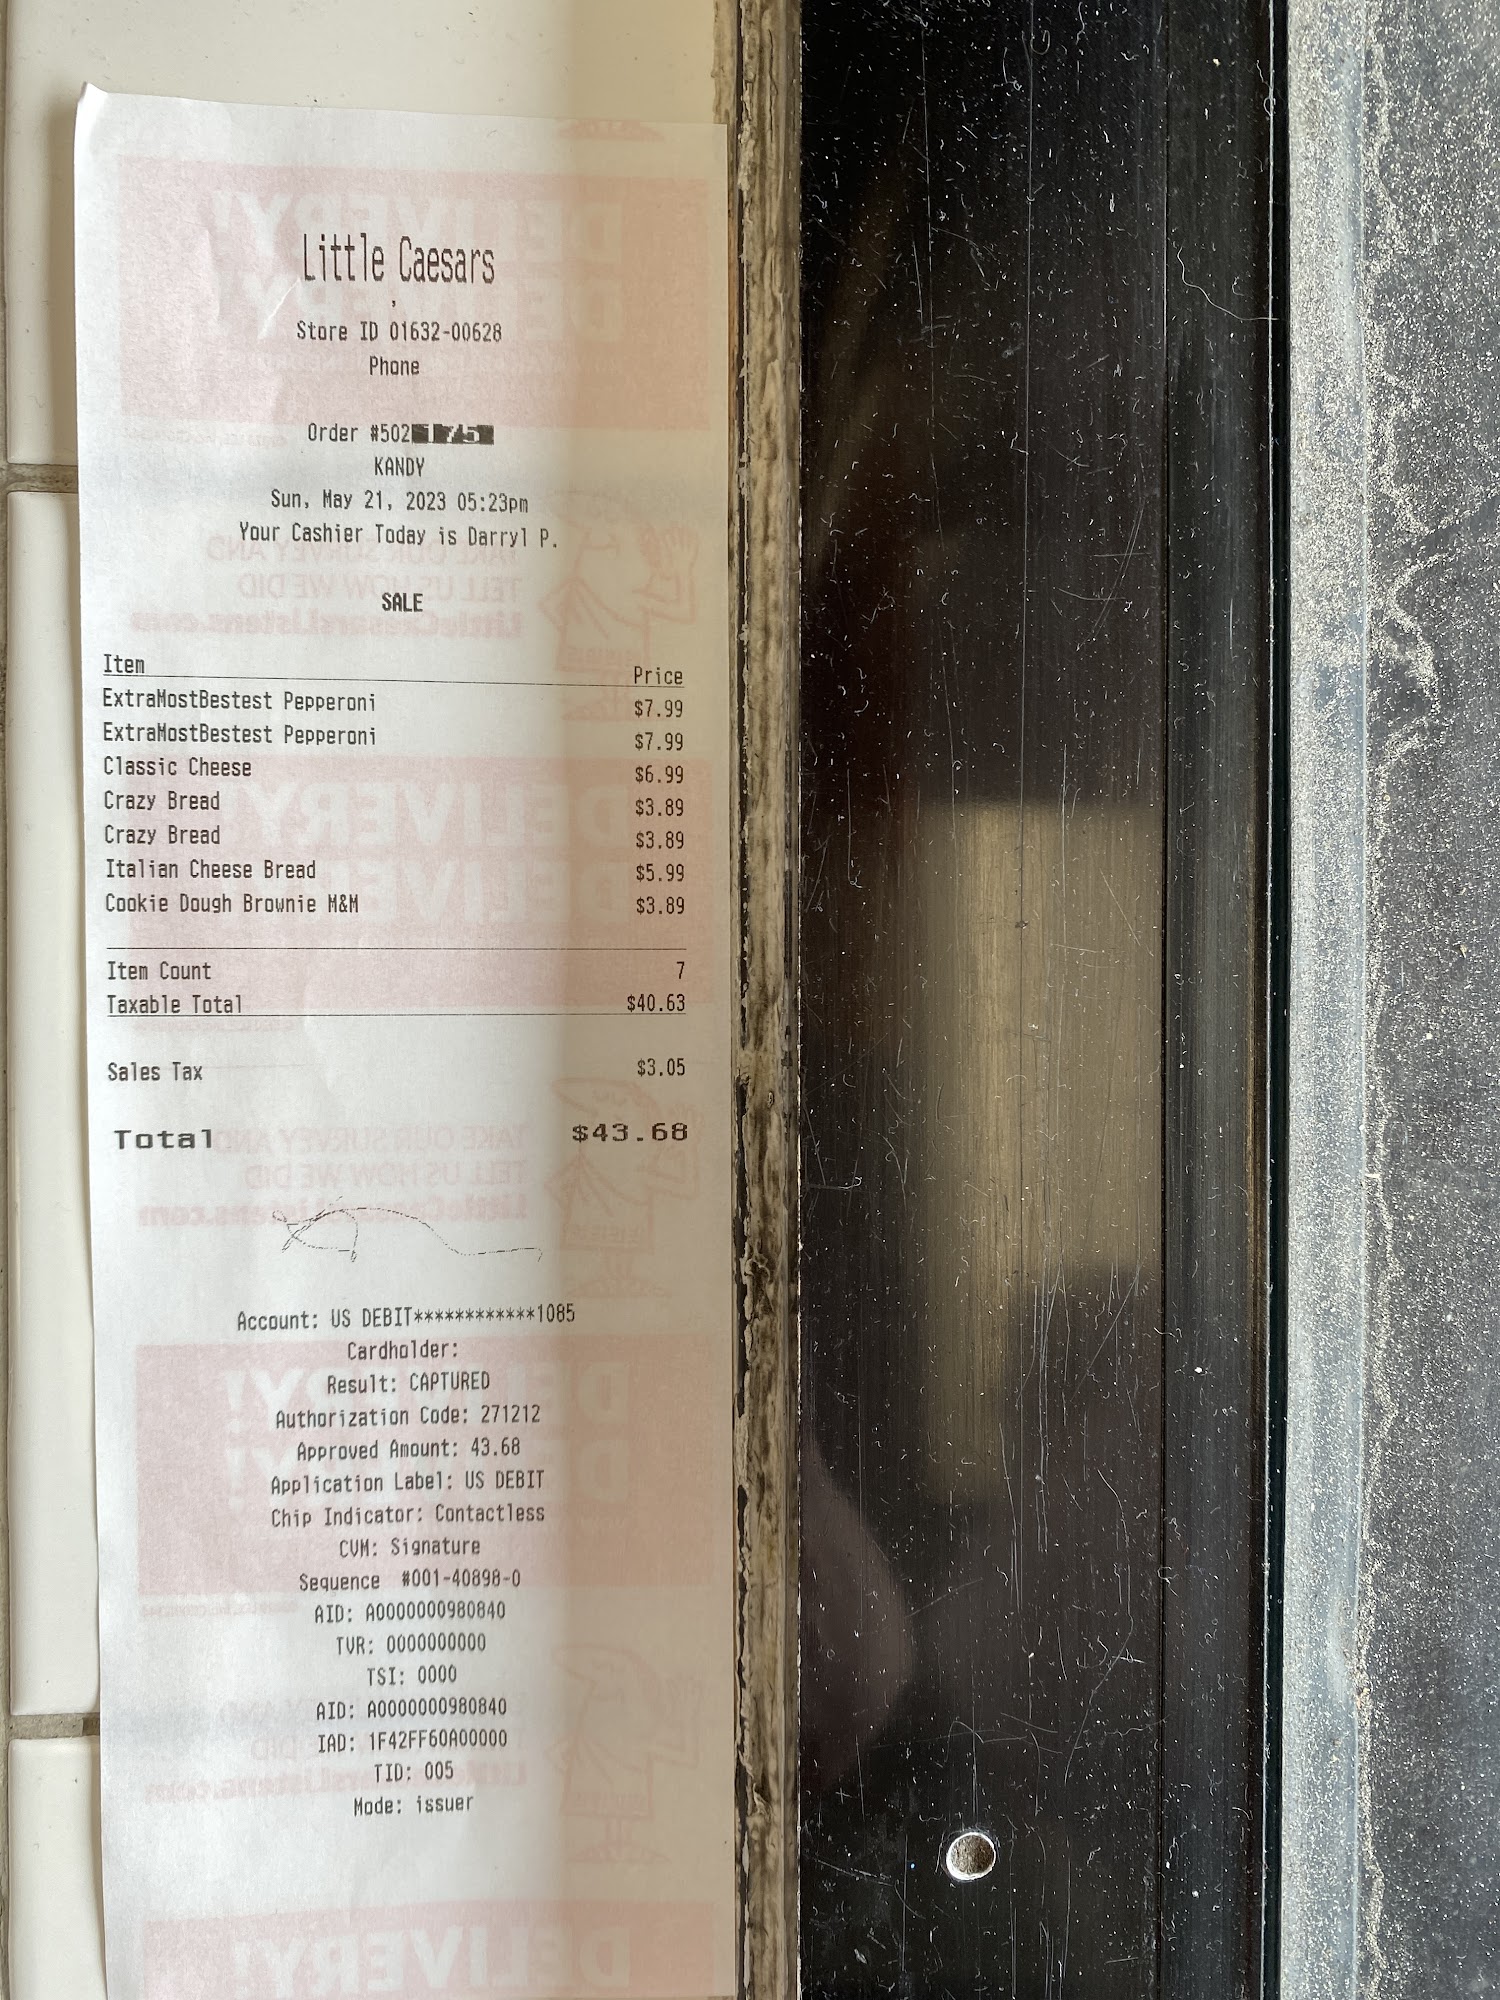 Little Caesars
,
Store ID 01632-00628
Phone
Order #502175
KANDY
Sun, May 21, 2023 05:23pm
Your Cashier Today is Darryl P.
SALE
Item Price
ExtraMostBestest Pepperoni $7.99
ExtraMostBestest Pepperoni $7.99
Classic Cheese $6.99
Crazy Bread $3.89
Crazy Bread $3.89
Italian Cheese Bread $5.99
Cookie Dough Brownie M&M $3.89
Item Count 7
Taxable Total $40.63
Sales Tax $3.05
Total $43.68
Account: US DEBIT************1085
Cardholder:
Result: CAPTURED
Authorization Code: 271212
Approved Amount: 43.68
Application Label: US DEBIT
Chip Indicator: Contactless
CVM: Signature
Sequence #001-40898-0
AID: A0000000980840
TVR: 0000000000
TSI: 0000
AID: A0000000980840
IAD: 1F42FF60A00000
TID: 005
Mode: issuer